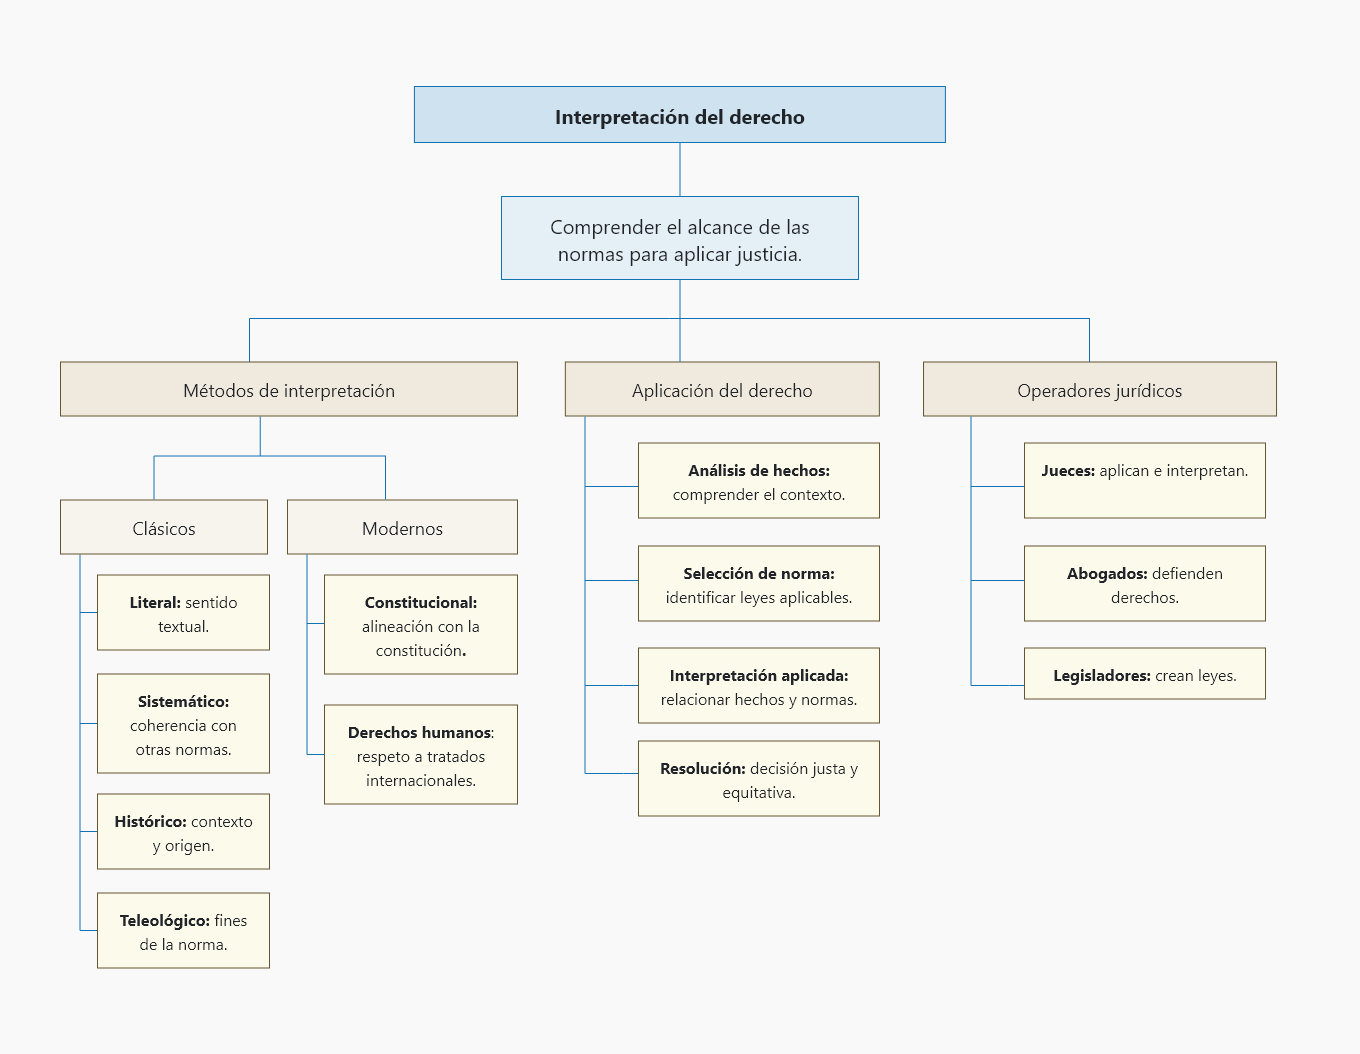 Interpretación del derecho
Comprender el alcance de las
normas para aplicar justicia.
Métodos de interpretación
Clásicos
Literal: sentido
textual.
Sistemático:
coherencia con
otras normas.
Histórico: contexto
y origen.
Teleológico: fines
de la norma.
Modernos
Constitucional:
alineación con la
constitución.
Derechos humanos:
respeto a tratados
internacionales.
Aplicación del derecho
Análisis de hechos:
comprender el contexto.
Selección de norma:
identificar leyes aplicables.
Interpretación aplicada:
relacionar hechos y normas.
Resolución: decisión justa y
equitativa.
Operadores jurídicos
Jueces: aplican e interpretan.
Abogados: defienden
derechos.
Legisladores: crean leyes.